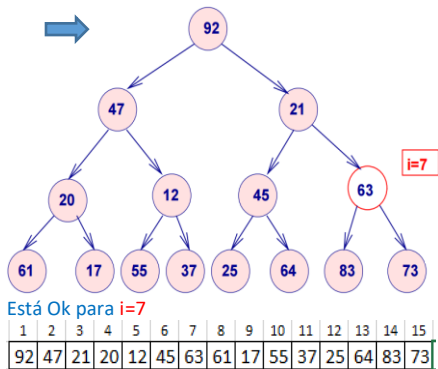 92
47 21
i=7
20 12 45 63
61 17 55 37 25 64 83 73
Está Ok para i=7
1 2 3 4 5 6 7 8 9 10 11 12 13 14 15
92 47 21 20 12 45 63 61 17 55 37 25 64 83 73